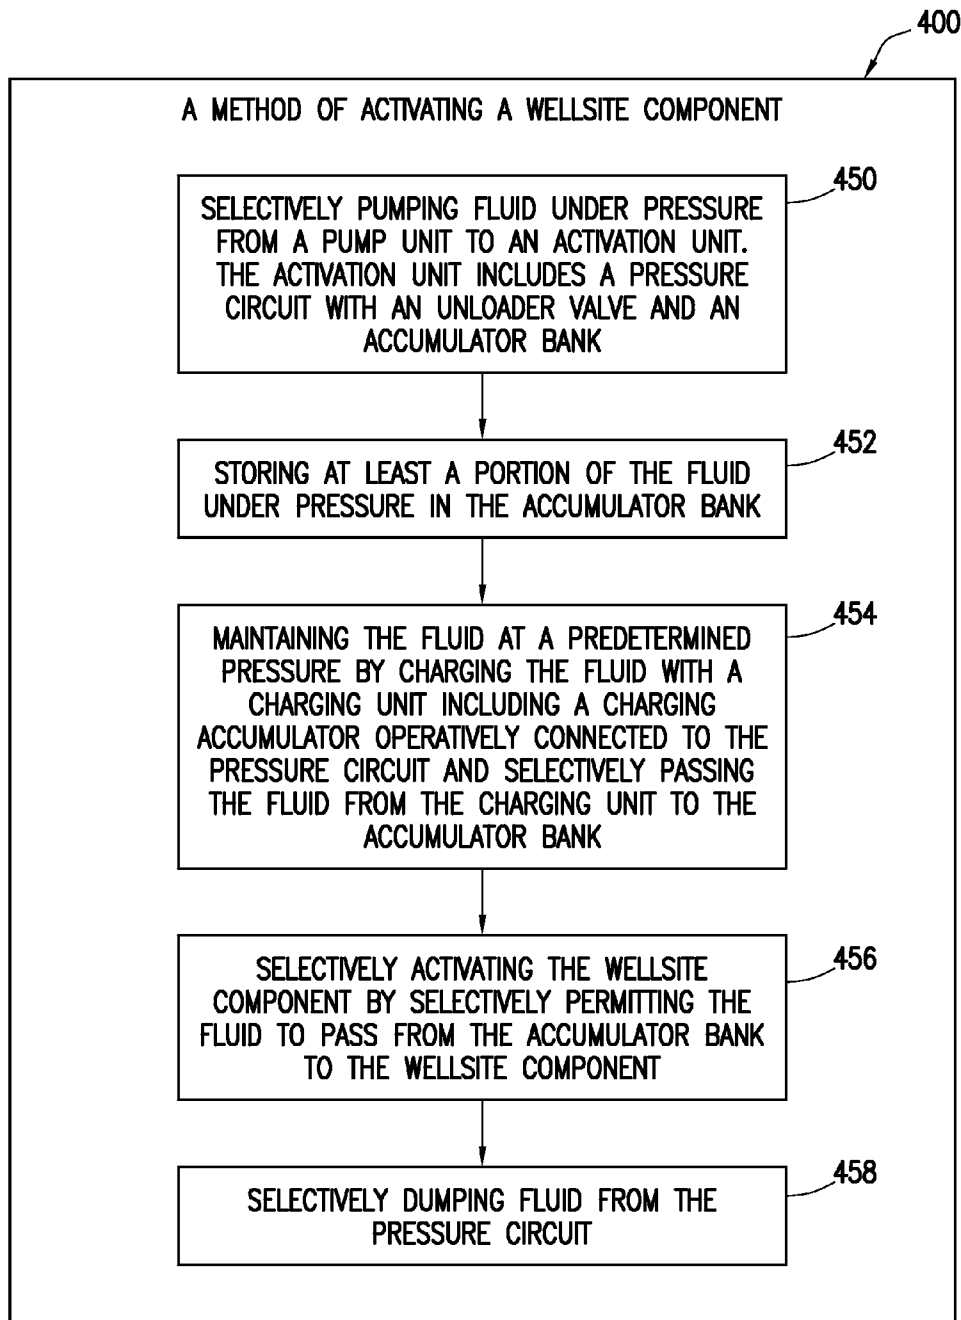 400
A METHOD OF ACTIVATING A WELLSITE COMPONENT
450
SELECTIVELY PUMPING FLUID UNDER PRESSURE
FROM A PUMP UNIT TO AN ACTIVATION UNIT.
THE ACTIVATION UNIT INCLUDES A PRESSURE
CIRCUIT WITH AN UNLOADER VALVE AND AN
ACCUMULATOR BANK
452
STORING AT LEAST A PORTION OF THE FLUID
UNDER PRESSURE IN THE ACCUMULATOR BANK
454
MAINTAINING THE FLUID AT A PREDETERMINED
PRESSURE BY CHARGING THE FLUID WITH A
CHARGING UNIT INCLUDING A CHARGING
ACCUMULATOR OPERATIVELY CONNECTED TO THE
PRESSURE CIRCUIT AND SELECTIVELY PASSING
THE FLUID FROM THE CHARGING UNIT TO THE
ACCUMULATOR BANK
456
SELECTIVELY ACTIVATING THE WELLSITE
COMPONENT BY SELECTIVELY PERMITTING THE
FLUID TO PASS FROM THE ACCUMULATOR BANK
TO THE WELLSITE COMPONENT
458
SELECTIVELY DUMPING FLUID FROM THE
PRESSURE CIRCUIT